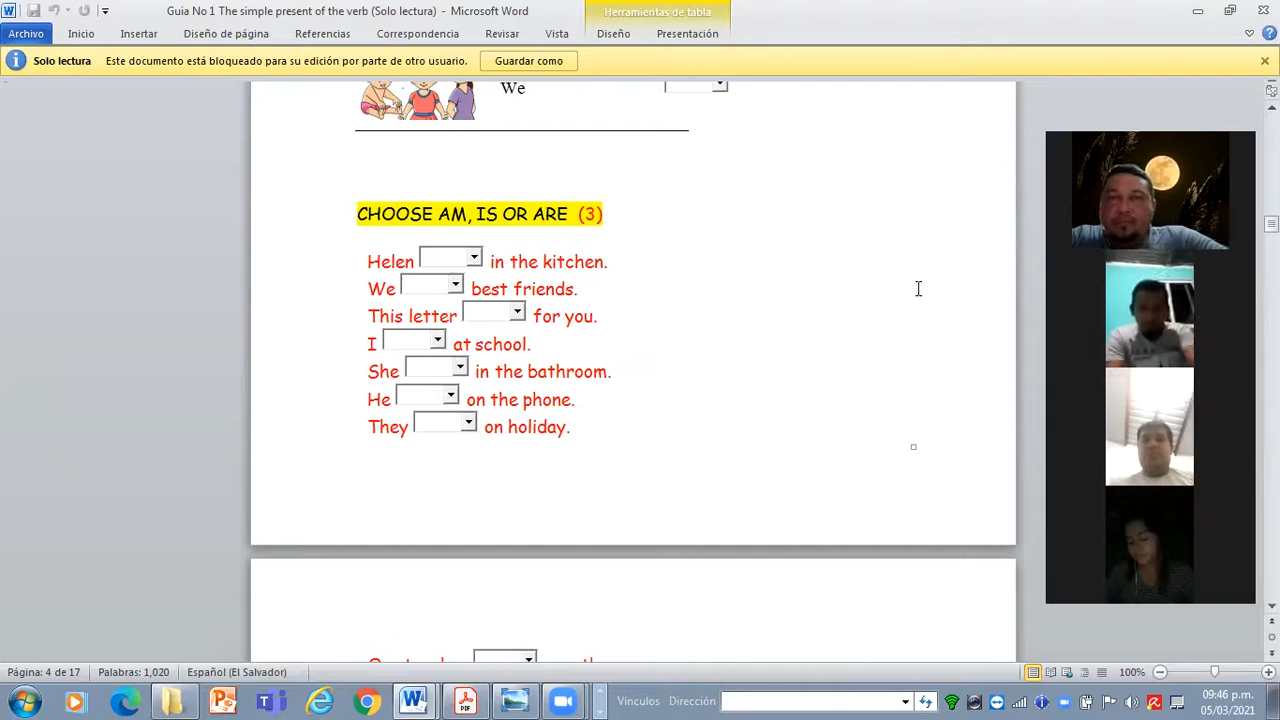 Guia No 1 The simple present of the verb (Solo lectura) - Microsoft Word
Herramientas de tabla
Archivo Inicio Insertar Diseño de página Referencias Correspondencia Revisar Vista Diseño Presentación
Solo lectura Este documento está bloqueado para su edición por parte de otro usuario. Guardar como
We
CHOOSE AM, IS OR ARE (3)
Helen in the kitchen.
We best friends.
This letter for you.
I at school.
She in the bathroom.
He on the phone.
They on holiday.
Página: 4 de 17 Palabras: 1,020 Español (El Salvador) 100%
Vínculos Dirección
09:46 p.m.
05/03/2021